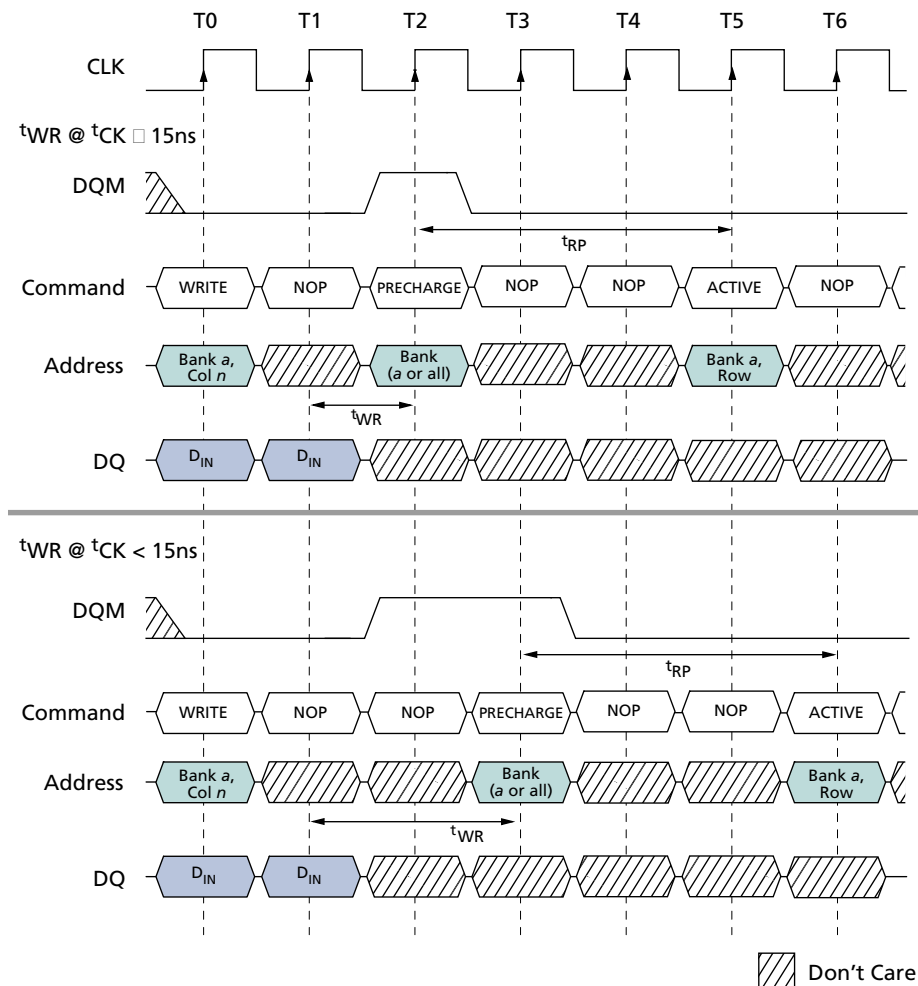 T0 T1 T2 T3 T4 T5 T6
CLK
tWR @ tCK □ 15ns
DQM
tRP
Command WRITE NOP PRECHARGE NOP NOP ACTIVE NOP
Address Bank a, Col n Bank (a or all) Bank a, Row
tWR
DQ DIN DIN
tWR @ tCK < 15ns
DQM
tRP
Command WRITE NOP NOP PRECHARGE NOP NOP ACTIVE
Address Bank a, Col n Bank (a or all) Bank a, Row
tWR
DQ DIN DIN
Don't Care